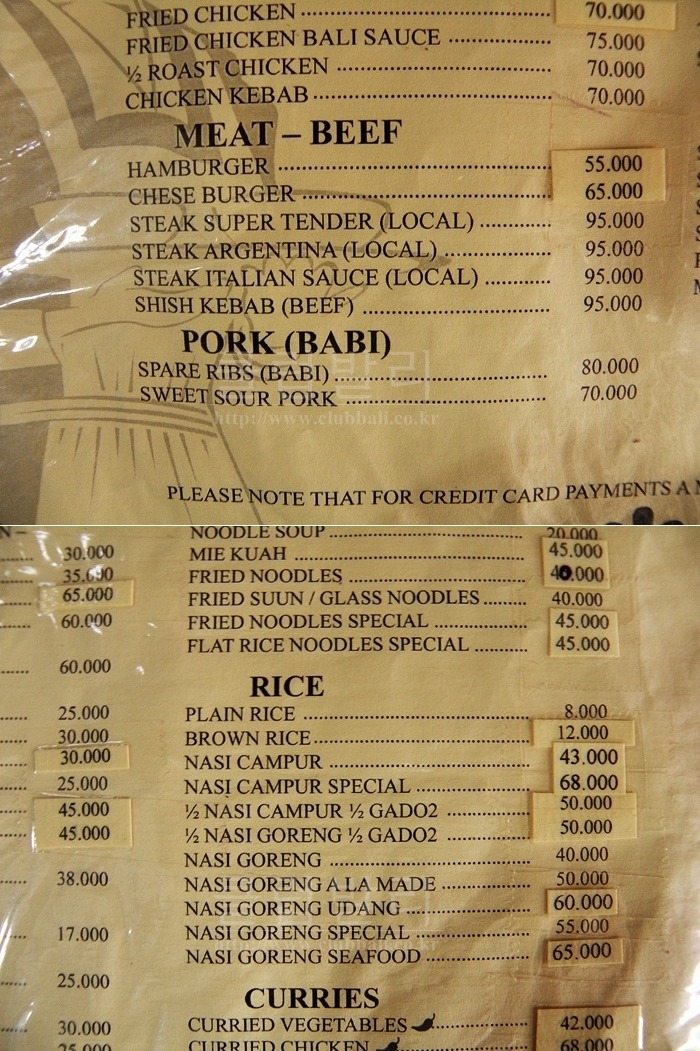 FRIED CHICKEN 70.000
FRIED CHICKEN BALI SAUCE 75.000
½ ROAST CHICKEN 70.000
CHICKEN KEBAB 70.000
MEAT – BEEF
HAMBURGER 55.000
CHESE BURGER 65.000
STEAK SUPER TENDER (LOCAL) 95.000
STEAK ARGENTINA (LOCAL) 95.000
STEAK ITALIAN SAUCE (LOCAL) 95.000
SHISH KEBAB (BEEF) 95.000
PORK (BABI)
SPARE RIBS (BABI) 80.000
SWEET SOUR PORK 70.000
http://www.clubbali.co.kr
PLEASE NOTE THAT FOR CREDIT CARD PAYMENTS A
NOODLE SOUP 20.000
30.000 MIE KUAH 45.000
35.000 FRIED NOODLES 40.000
65.000 FRIED SUUN / GLASS NOODLES 40.000
60.000 FRIED NOODLES SPECIAL 45.000
FLAT RICE NOODLES SPECIAL 45.000
60.000
RICE
25.000 PLAIN RICE 8.000
30.000 BROWN RICE 12.000
30.000 NASI CAMPUR 43.000
25.000 NASI CAMPUR SPECIAL 68.000
45.000 ½ NASI CAMPUR ½ GADO2 50.000
45.000 ½ NASI GORENG ½ GADO2 50.000
NASI GORENG 40.000
38.000 NASI GORENG A LA MADE 50.000
NASI GORENG UDANG 60.000
17.000 NASI GORENG SPECIAL 55.000
NASI GORENG SEAFOOD 65.000
25.000
CURRIES
30.000 CURRIED VEGETABLES 42.000
25.000 CURRIED CHICKEN 68.000